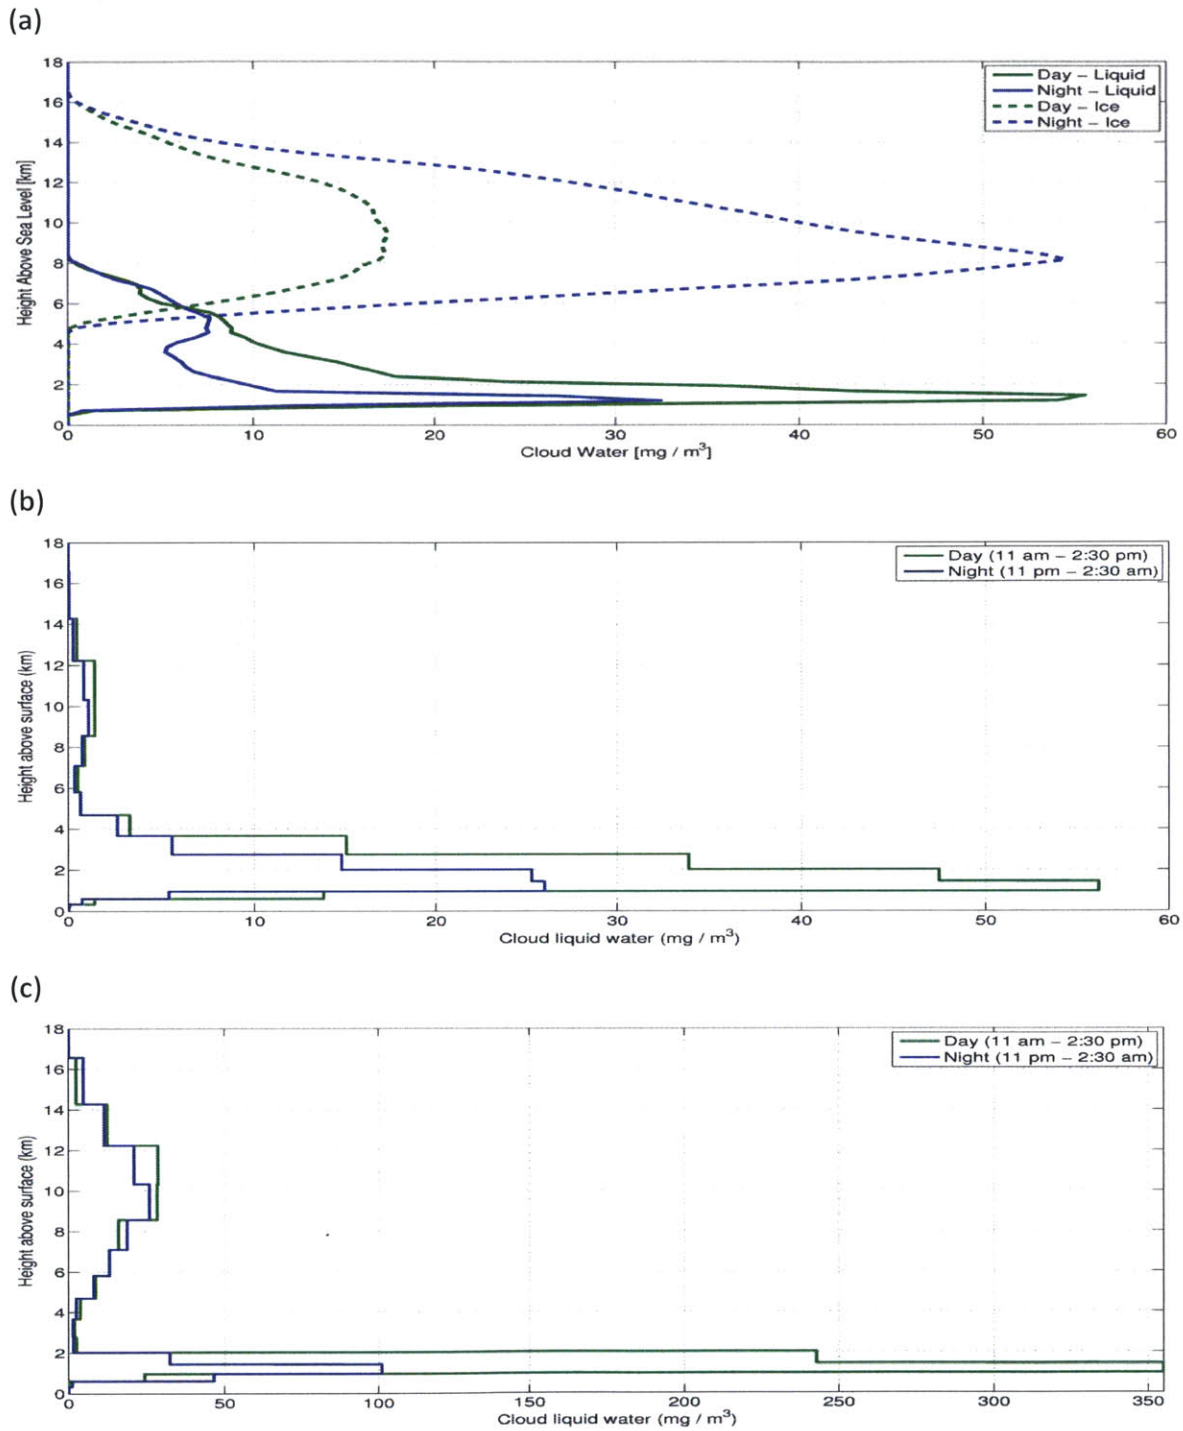 (a)
18
16
14
12
10
8
6
4
2
0
Height Above Sea Level [km]
Day – Liquid
Night – Liquid
Day – Ice
Night – Ice
0 10 20 30 40 50 60
Cloud Water [mg / m³]
(b)
18
16
14
12
10
8
6
4
2
0
Height above surface (km)
Day (11 am – 2:30 pm)
Night (11 pm – 2:30 am)
0 10 20 30 40 50 60
Cloud liquid water (mg / m³)
(c)
18
16
14
12
10
8
6
4
2
0
Height above surface (km)
Day (11 am – 2:30 pm)
Night (11 pm – 2:30 am)
0 50 100 150 200 250 300 350
Cloud liquid water (mg / m³)